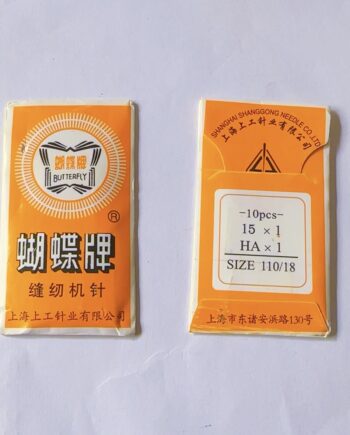 蝴蝶牌
BUTTERFLY
®
蝴蝶牌
缝纫机针
上海上工针业有限公司
SHANGHAI SHANGGONG NEEDLE CO.,LTD
上海上工针业有限公司
-10pcs-
15 × 1
HA × 1
SIZE 110/18
上海市东诸安浜路130号